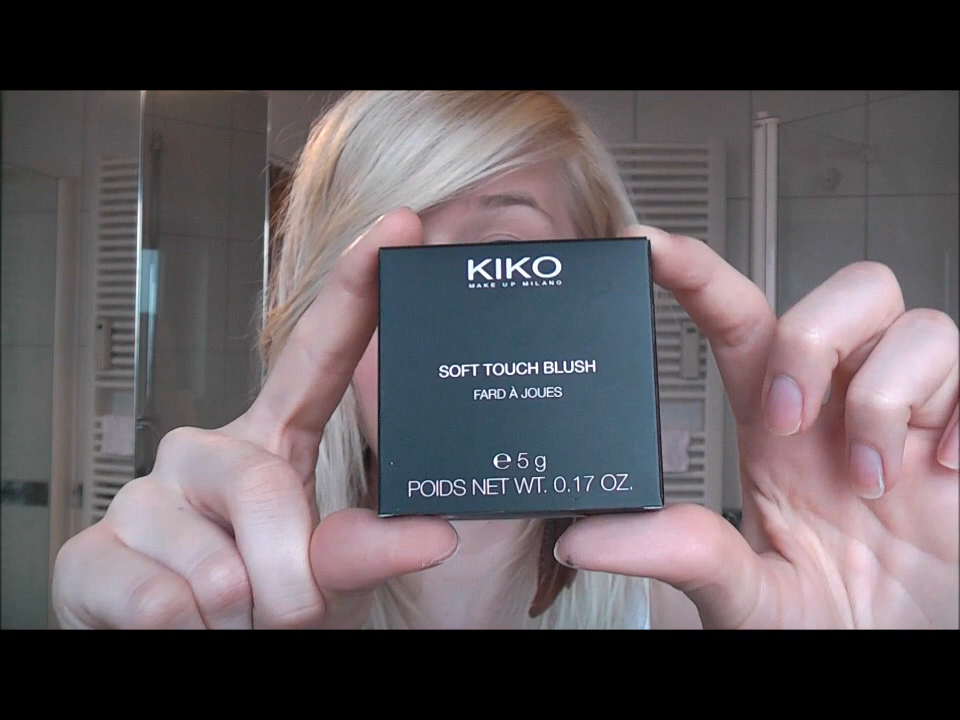 KIKO
MAKE UP MILANO
SOFT TOUCH BLUSH
FARD À JOUES
℮ 5 g
POIDS NET WT. 0.17 OZ.